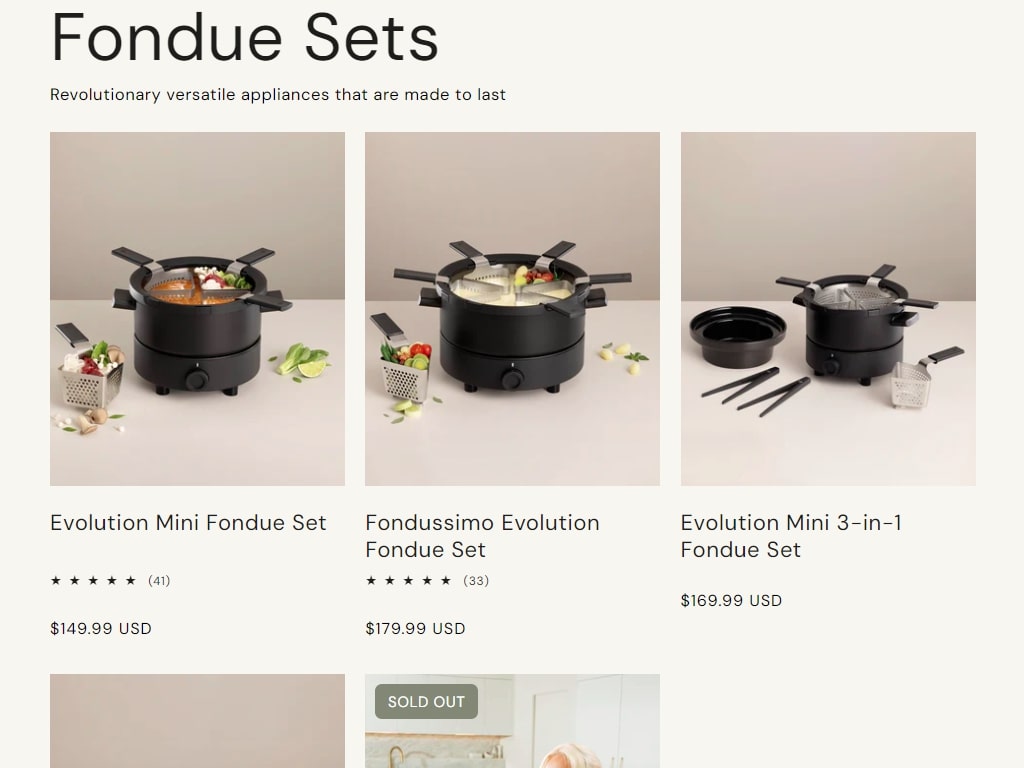 Fondue Sets
Revolutionary versatile appliances that are made to last
Evolution Mini Fondue Set
★ ★ ★ ★ ★ (41)
$149.99 USD
Fondussimo Evolution
Fondue Set
★ ★ ★ ★ ★ (33)
$179.99 USD
Evolution Mini 3-in-1
Fondue Set
$169.99 USD
SOLD OUT